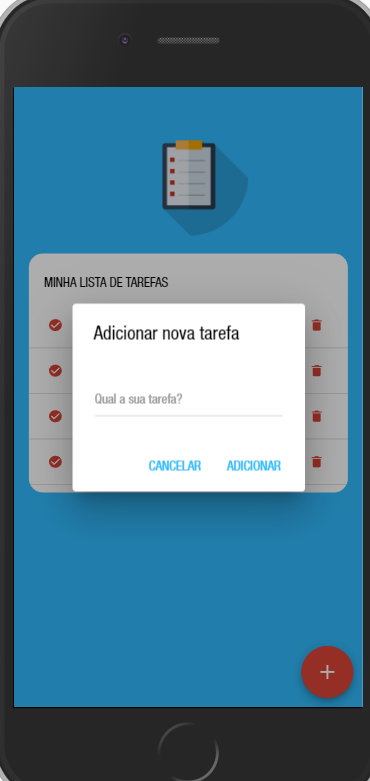 MINHA LISTA DE TAREFAS
Adicionar nova tarefa
Qual a sua tarefa?
CANCELAR ADICIONAR